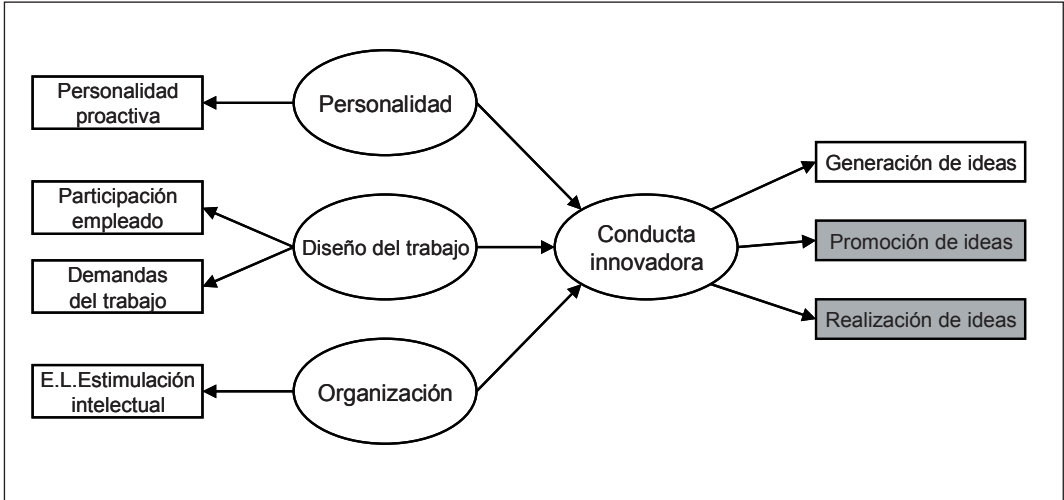 Personalidad
proactiva
Participación
empleado
Demandas
del trabajo
E.L.Estimulación
intelectual
Personalidad
Diseño del trabajo
Organización
Conducta
innovadora
Generación de ideas
Promoción de ideas
Realización de ideas